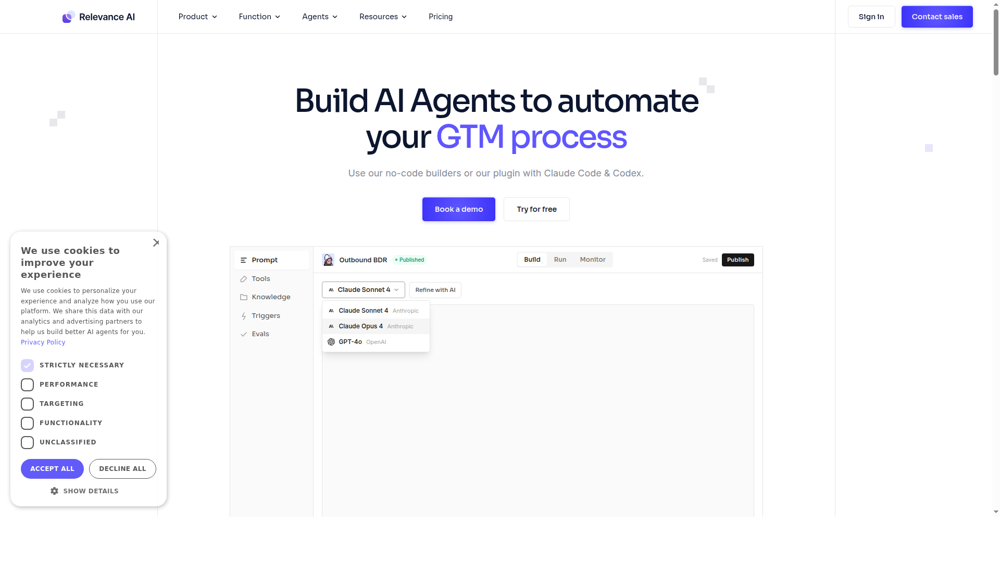 Relevance AI
Product
Function
Agents
Resources
Pricing
Sign in
Contact sales
Build AI Agents to automate
your GTM process
Use our no-code builders or our plugin with Claude Code & Codex.
Book a demo
Try for free
We use cookies to
improve your
experience
We use cookies to personalize your
experience and analyze how you use our
platform. We share this data with our
analytics and advertising partners to
help us build better AI agents for you.
Privacy Policy
STRICTLY NECESSARY
PERFORMANCE
TARGETING
FUNCTIONALITY
UNCLASSIFIED
ACCEPT ALL
DECLINE ALL
SHOW DETAILS
Prompt
Tools
Knowledge
Triggers
Evals
Outbound BDR
Published
Build
Run
Monitor
Saved
Publish
Claude Sonnet 4
Refine with AI
Claude Sonnet 4 Anthropic
Claude Opus 4 Anthropic
GPT-4o OpenAI